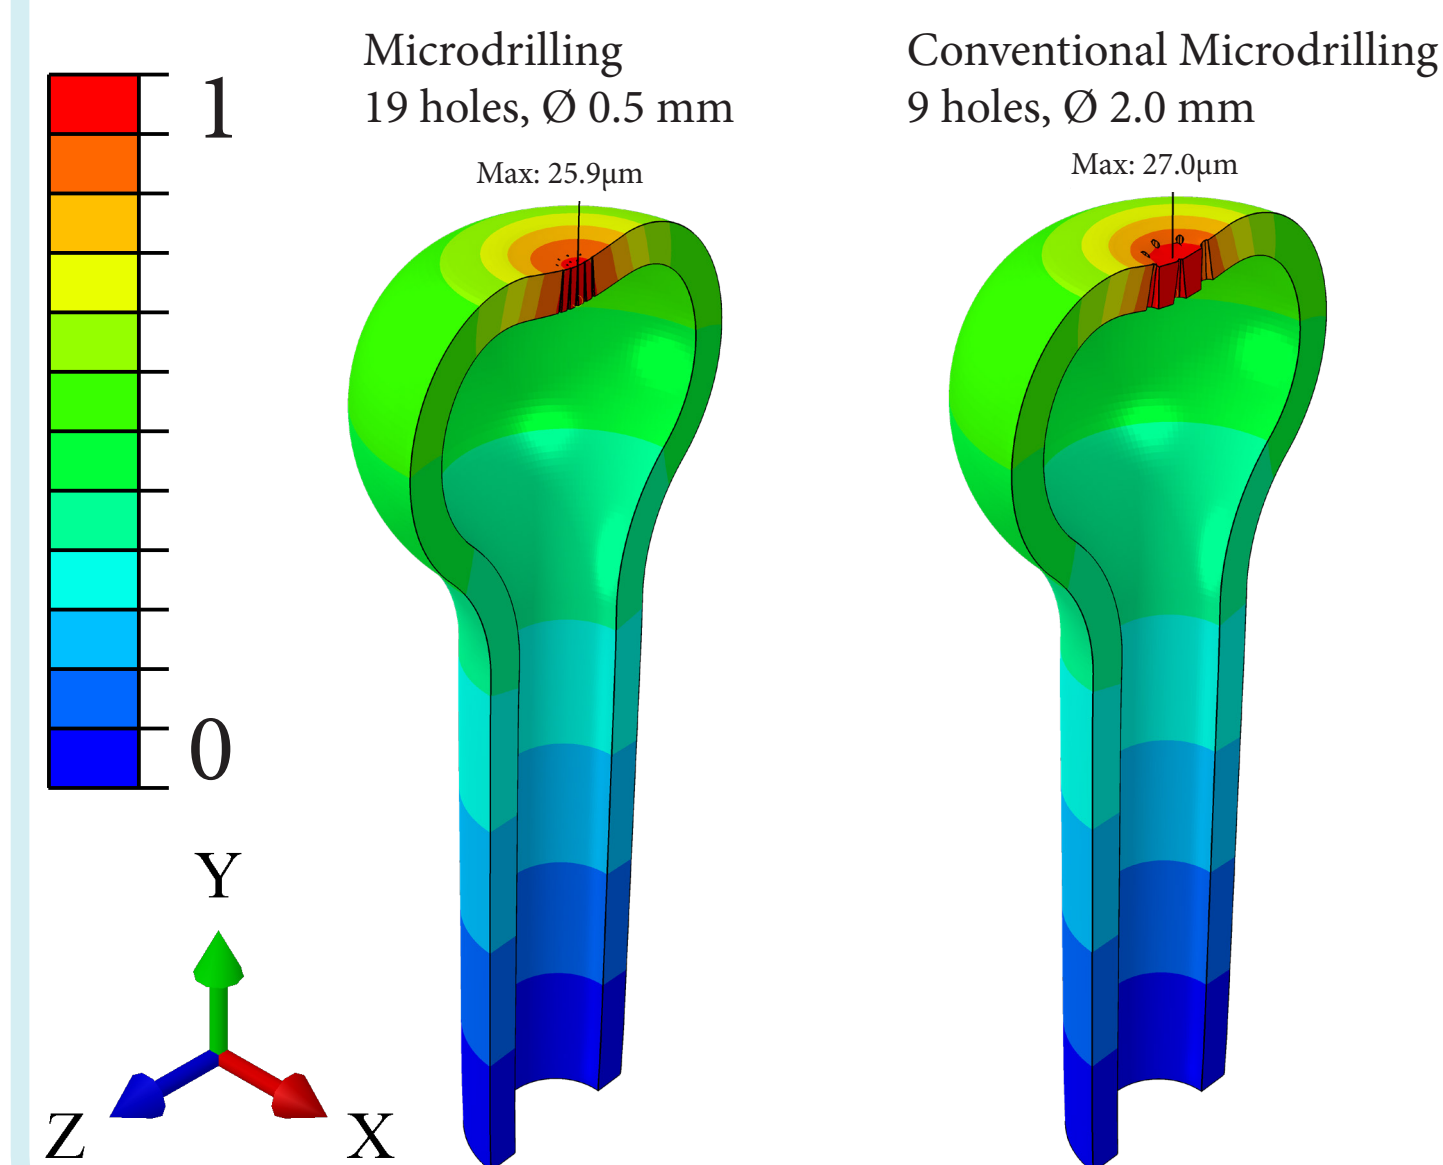 Microdrilling
19 holes, Ø 0.5 mm
Max: 25.9µm
Conventional Microdrilling
9 holes, Ø 2.0 mm
Max: 27.0µm
1
0
Y
Z
X